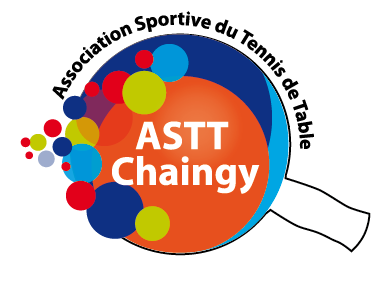 Association Sportive du Tennis de Table
ASTT
Chaingy